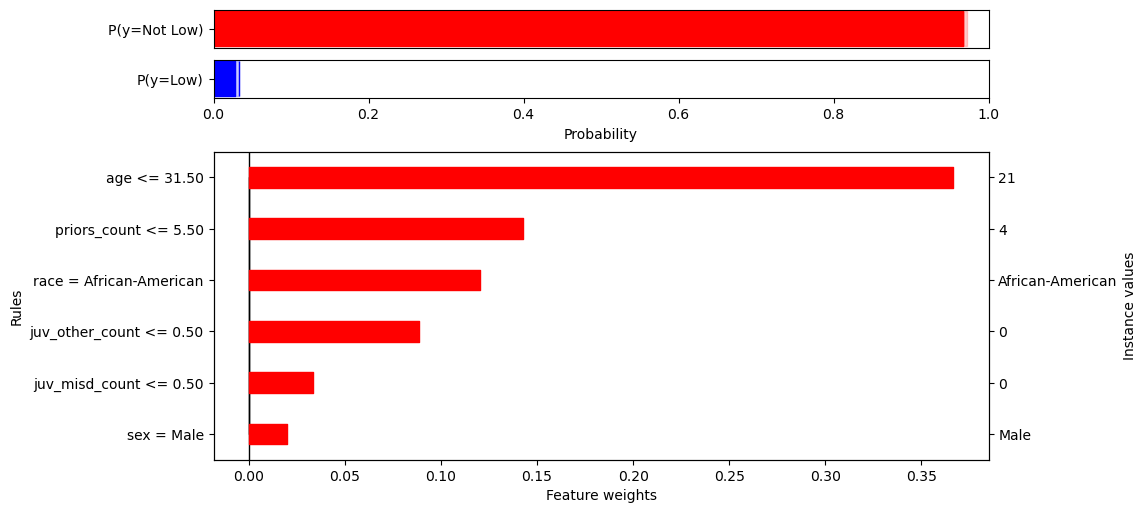 P(y=Not Low)
P(y=Low)
0.0 0.2 0.4 0.6 0.8 1.0
Probability
age <= 31.50 21
priors_count <= 5.50 4
race = African-American African-American
juv_other_count <= 0.50 0
juv_misd_count <= 0.50 0
sex = Male Male
Rules
Instance values
0.00 0.05 0.10 0.15 0.20 0.25 0.30 0.35
Feature weights